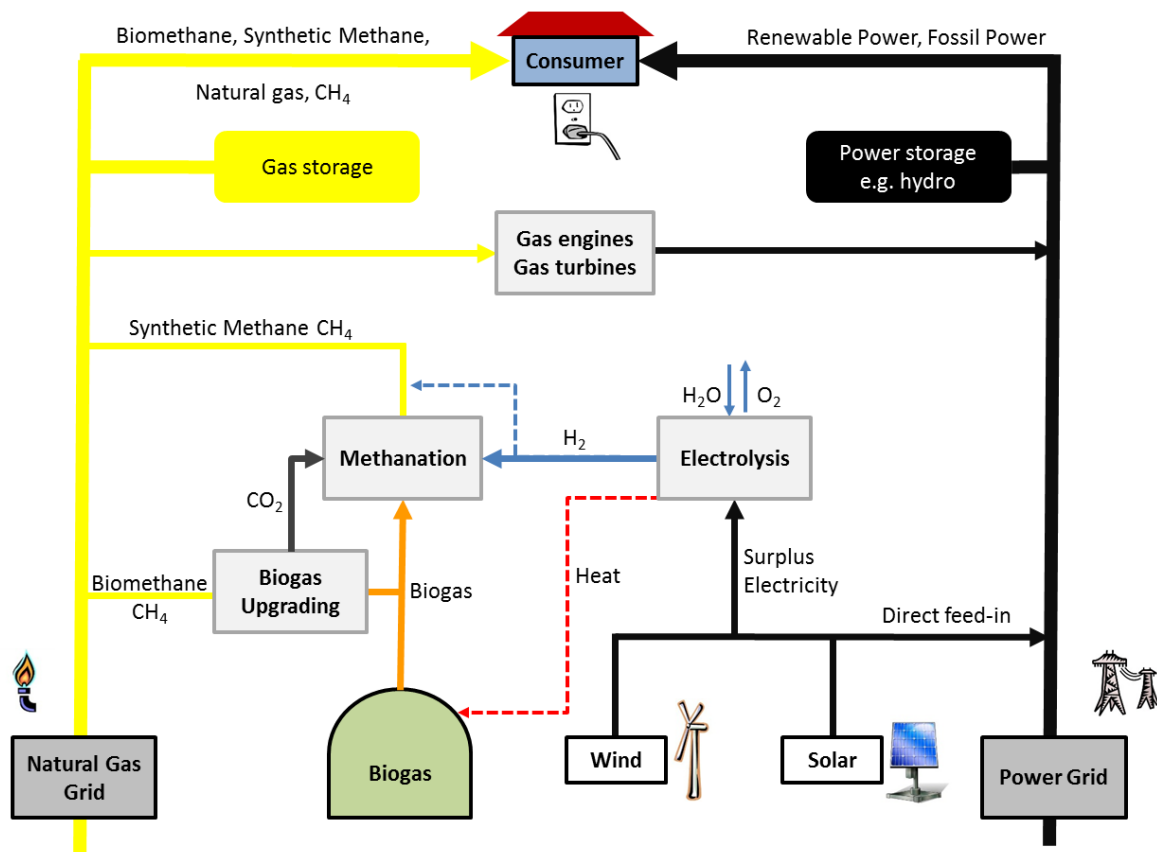 Biomethane, Synthetic Methane,
Renewable Power, Fossil Power
Consumer
Natural gas, CH₄
Gas storage
Power storage
e.g. hydro
Gas engines
Gas turbines
Synthetic Methane CH₄
H₂O
O₂
Methanation
H₂
Electrolysis
CO₂
Biomethane
CH₄
Biogas
Upgrading
Biogas
Heat
Surplus
Electricity
Direct feed-in
Natural Gas
Grid
Biogas
Wind
Solar
Power Grid